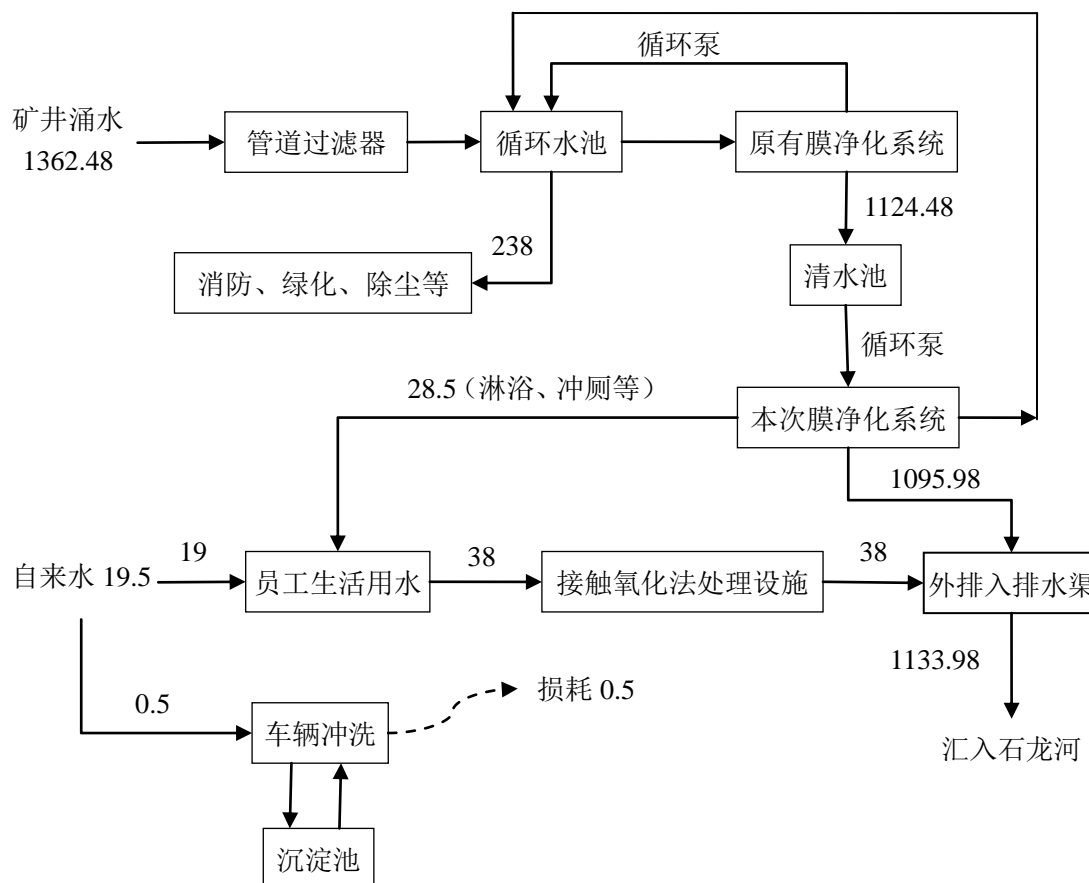 循环泵
矿井涌水
1362.48
管道过滤器
循环水池
原有膜净化系统
1124.48
238
消防、绿化、除尘等
清水池
循环泵
28.5（淋浴、冲厕等）
本次膜净化系统
1095.98
自来水 19.5
19
员工生活用水
38
接触氧化法处理设施
38
外排入排水渠
1133.98
0.5
损耗 0.5
车辆冲洗
汇入石龙河
沉淀池